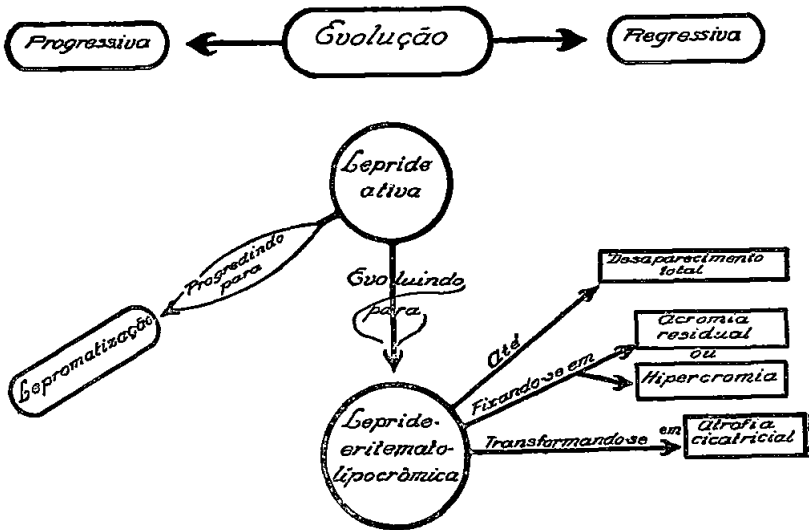 Progressiva
Evolução
Regressiva
Lepride
ativa
Progredindo
para
Evoluindo
para
Lepromatização
Lepride-
eritemato-
lipocrômica
Até
Desaparecimento
total
Fixando-se em
Acromia
residual
ou
Hipercromia
Transformando-se em
Atrofia
cicatricial